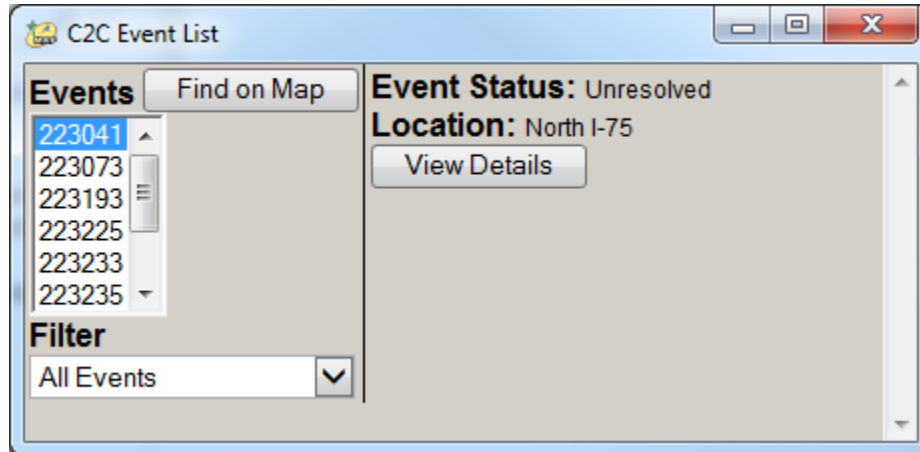 C2C Event List
Events
Find on Map
223041
223073
223193
223225
223233
223235
Filter
All Events
Event Status: Unresolved
Location: North I-75
View Details